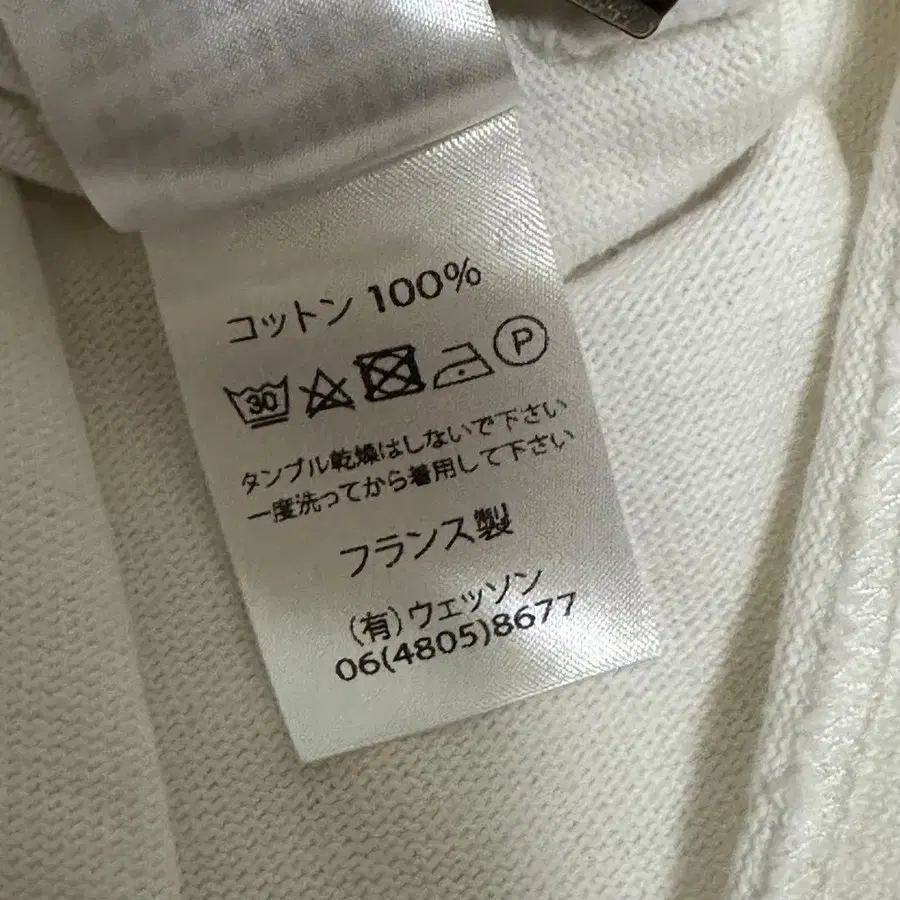 コットン 100%
30 P
タンブル乾燥はしないで下さい
一度洗ってから着用して下さい
フランス製
(有)ウェッソン
06(4805)8677